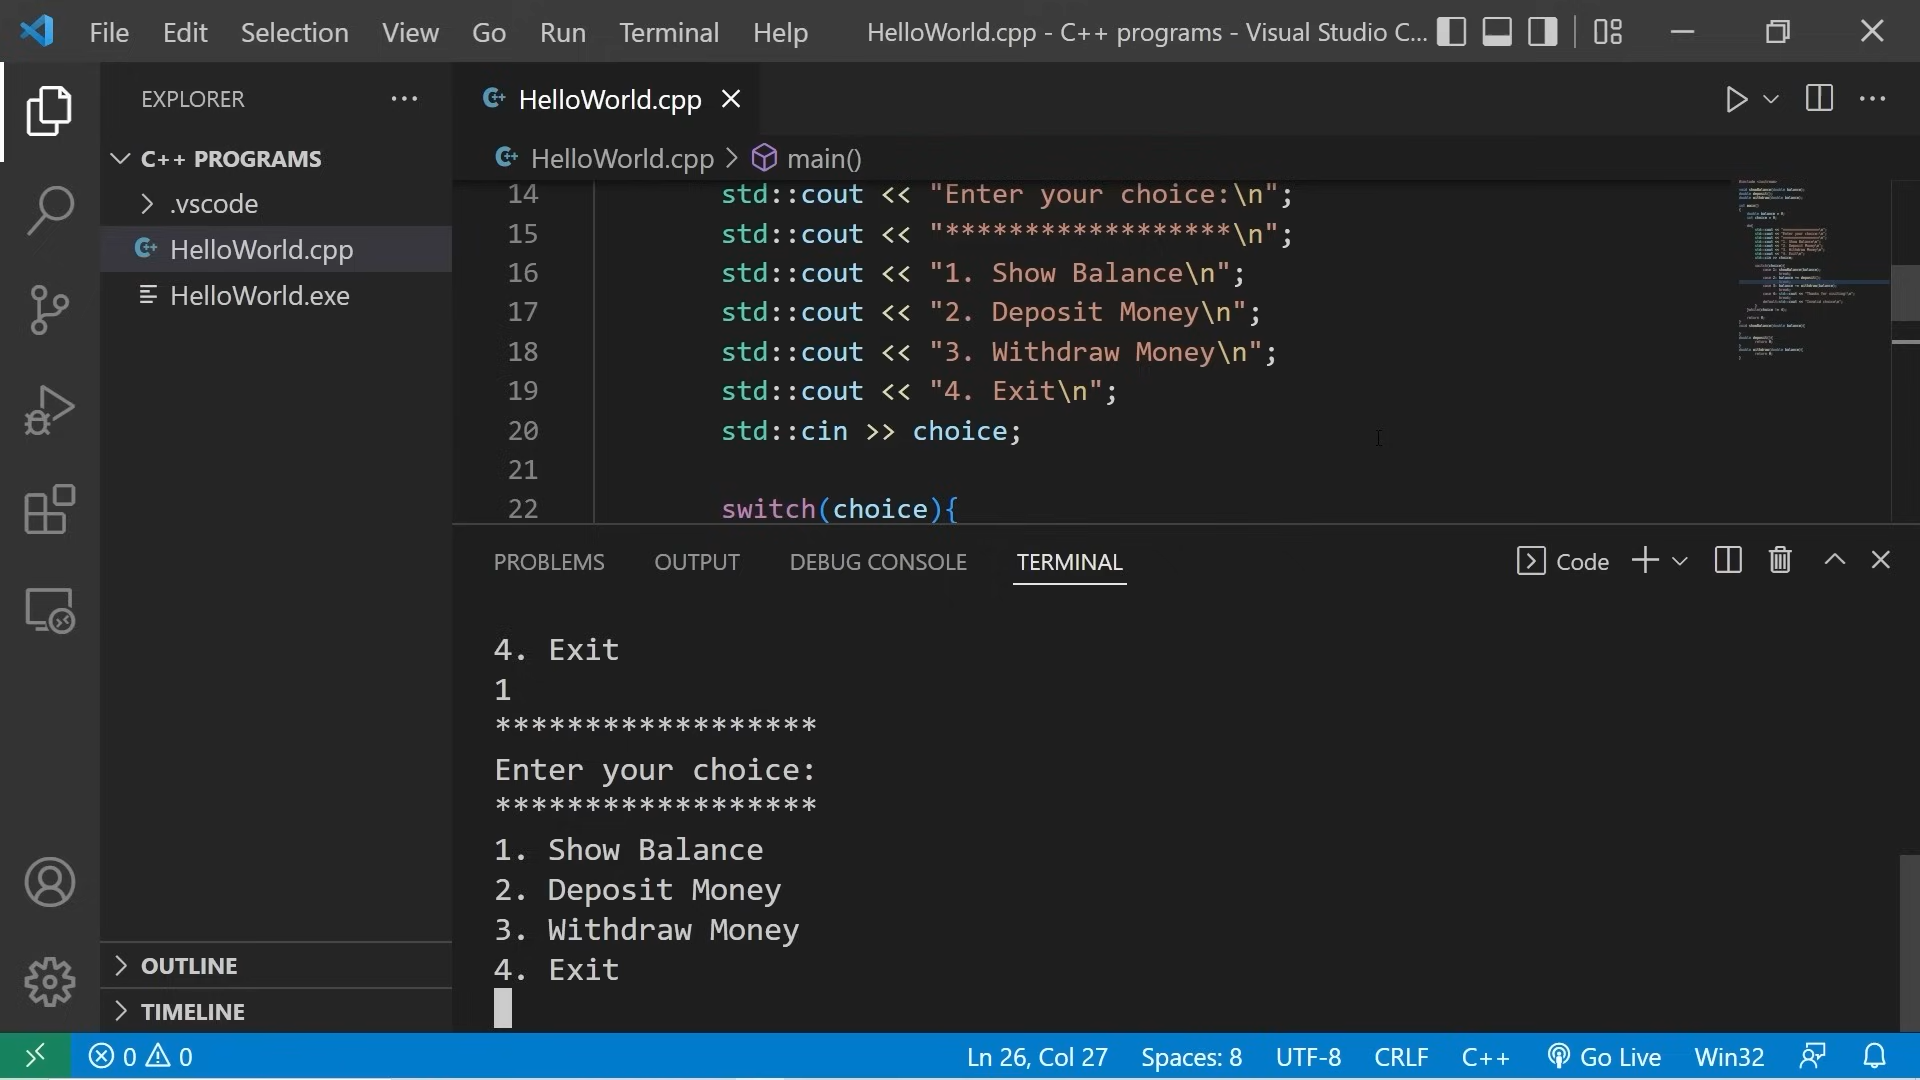 File Edit Selection View Go Run Terminal Help HelloWorld.cpp - C++ programs - Visual Studio C...
EXPLORER
C++ PROGRAMS
.vscode
HelloWorld.cpp
HelloWorld.exe
OUTLINE
TIMELINE
HelloWorld.cpp
HelloWorld.cpp > main()
14 std::cout << "Enter your choice:\n";
15 std::cout << "******************\n";
16 std::cout << "1. Show Balance\n";
17 std::cout << "2. Deposit Money\n";
18 std::cout << "3. Withdraw Money\n";
19 std::cout << "4. Exit\n";
20 std::cin >> choice;
21
22 switch(choice){
PROBLEMS OUTPUT DEBUG CONSOLE TERMINAL Code
4. Exit
1
******************
Enter your choice:
******************
1. Show Balance
2. Deposit Money
3. Withdraw Money
4. Exit
0 0 Ln 26, Col 27 Spaces: 8 UTF-8 CRLF C++ Go Live Win32